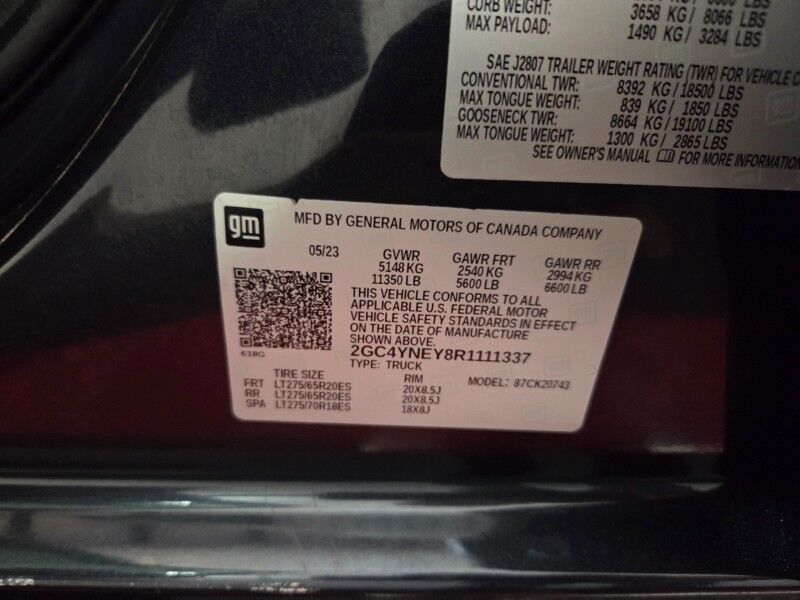 CURB WEIGHT: 3658 KG / 8066 LBS
MAX PAYLOAD: 1490 KG / 3284 LBS
SAE J2807 TRAILER WEIGHT RATING (TWR) FOR VEHICLE
CONVENTIONAL TWR: 8392 KG / 18500 LBS
MAX TONGUE WEIGHT: 839 KG / 1850 LBS
GOOSENECK TWR: 8664 KG / 19100 LBS
MAX TONGUE WEIGHT: 1300 KG / 2865 LBS
SEE OWNER'S MANUAL FOR MORE INFORMATION
gm
MFD BY GENERAL MOTORS OF CANADA COMPANY
05/23 GVWR GAWR FRT GAWR RR
5148 KG 2540 KG 2994 KG
11350 LB 5600 LB 6600 LB
THIS VEHICLE CONFORMS TO ALL
APPLICABLE U.S. FEDERAL MOTOR
VEHICLE SAFETY STANDARDS IN EFFECT
ON THE DATE OF MANUFACTURE
SHOWN ABOVE.
618G
2GC4YNEY8R1111337
TYPE: TRUCK
TIRE SIZE RIM MODEL: 87CK20743
FRT LT275/65R20ES 20X8.5J
RR LT275/65R20ES 20X8.5J
SPA LT275/70R18ES 18X8J